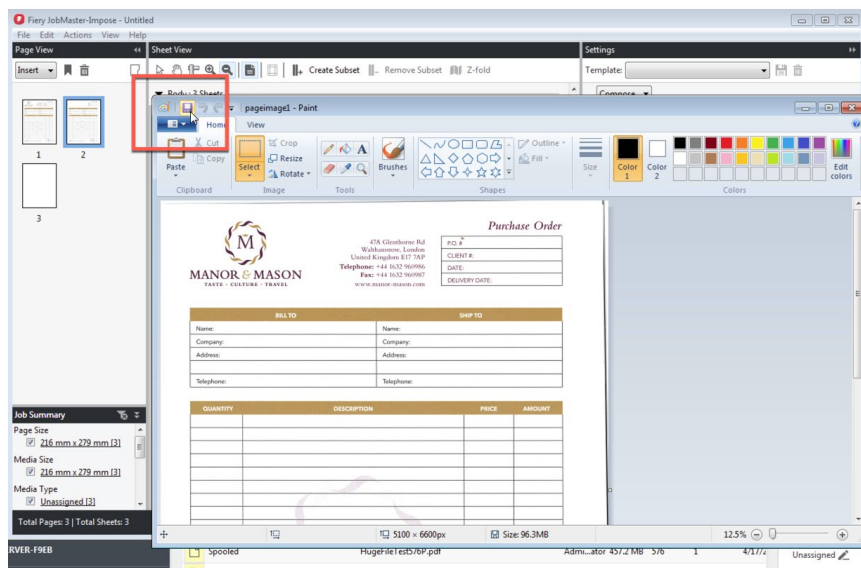 Fiery JobMaster-Impose - Untitled
File Edit Actions View Help
Page View
Sheet View
Settings
Insert
Create Subset
Remove Subset
Z-fold
Template:
Body : 3 Sheets
Compose
pageimage1 - Paint
Home View
Paste
Cut
Copy
Select
Crop
Resize
Rotate
Brushes
Outline
Fill
Size
Color 1
Color 2
Edit colors
Clipboard
Image
Tools
Shapes
Colors
1
2
3
M
MANOR & MASON
TASTE - CULTURE - TRAVEL
47A Glenthorne Rd
Walthamstow, London
United Kingdom E17 7AP
Telephone: +44 1632 960986
Fax: +44 1632 960987
www.manor-mason.com
Purchase Order
P.O. #
CLIENT #:
DATE:
DELIVERY DATE:
BILL TO
SHIP TO
Name: Name:
Company: Company:
Address: Address:
Telephone: Telephone:
QUANTITY DESCRIPTION PRICE AMOUNT
Job Summary
Page Size
216 mm x 279 mm [3]
Media Size
216 mm x 279 mm [3]
Media Type
Unassigned [3]
Total Pages: 3 | Total Sheets: 3
5100 × 6600px
Size: 96.3MB
12.5%
RVER-F9EB
Spooled HugeFileTest576P.pdf Admi...ator 457.2 MB 576 1 4/17/2
Unassigned